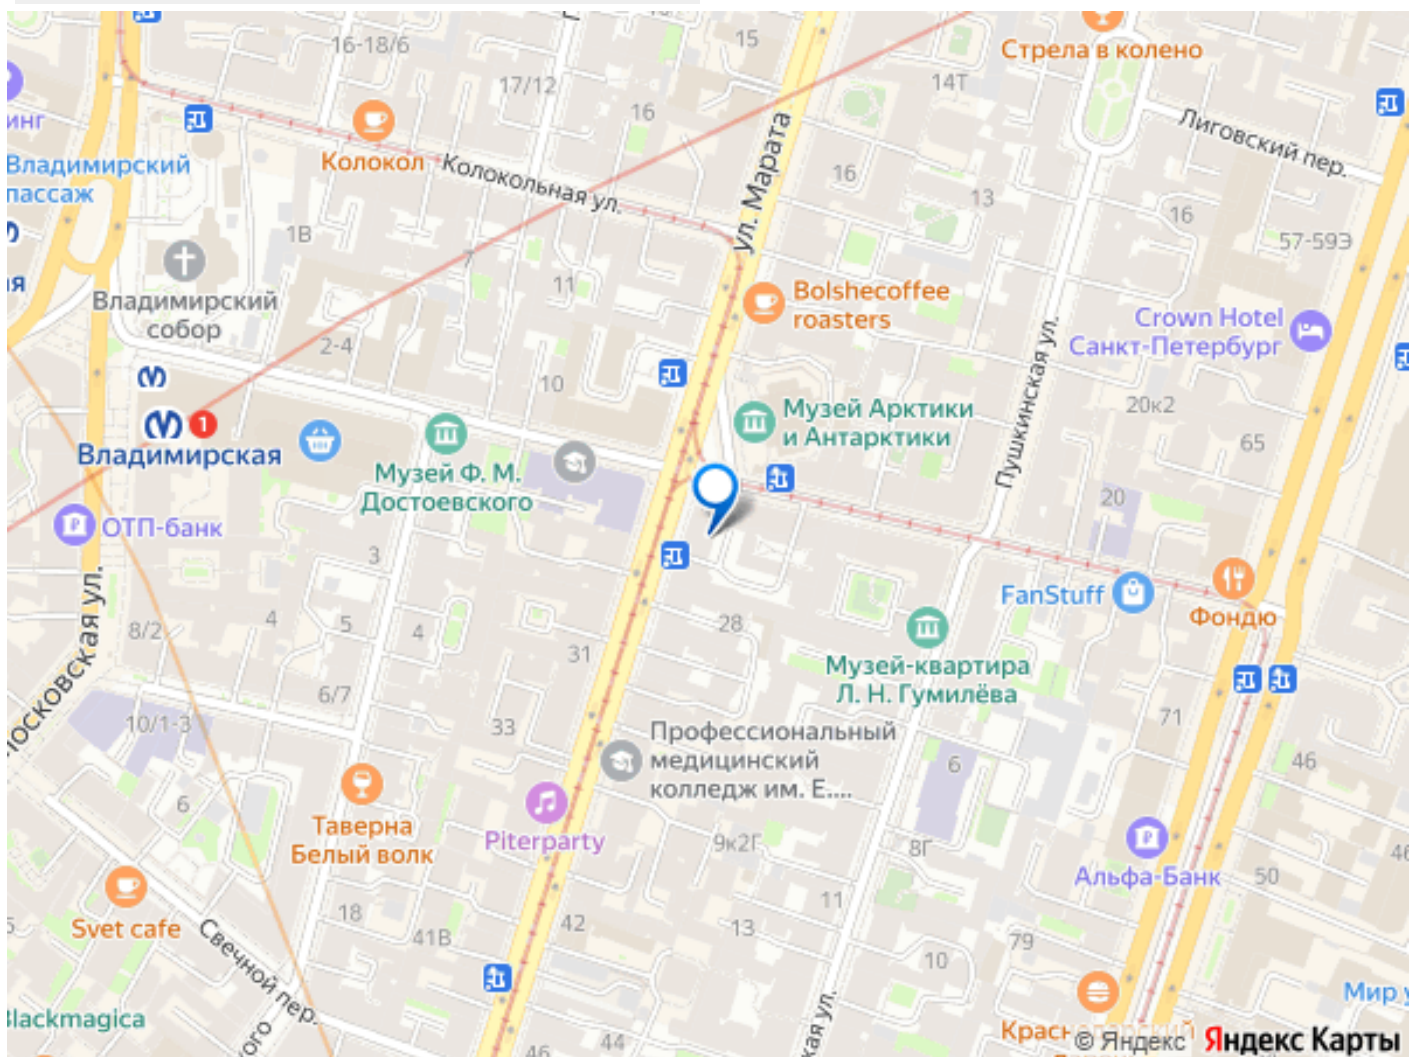 16-18/6
15
Стрела в колено
14Т
17/12
16
инг
Колокол
Колокольная ул.
ул. Марата
Лиговский пер.
Владимирский
пассаж
16
13
16
57-59Э
1В
7
11
ая
Владимирский
собор
Bolshecoffee
roasters
Crown Hotel
Санкт-Петербург
2-4
10
Пушкинская ул.
20к2
Музей Арктики
и Антарктики
65
1
Владимирская
Музей Ф. М.
Достоевского
20
ОТП-банк
3
FanStuff
Фондю
4
5
4
8/2
28
31
Музей-квартира
Л. Н. Гумилёва
6/7
10/1-3
33
71
Профессиональный
медицинский
колледж им. Е....
6
46
6
Таверна
Белый волк
Piterparty
9к2Г
8Г
Альфа-Банк
46
50
11
Svet cafe
18
41В
42
13
79
Свечной пер.
10
Мир
Blackmagica
44
46
© Яндекс Яндекс Карты